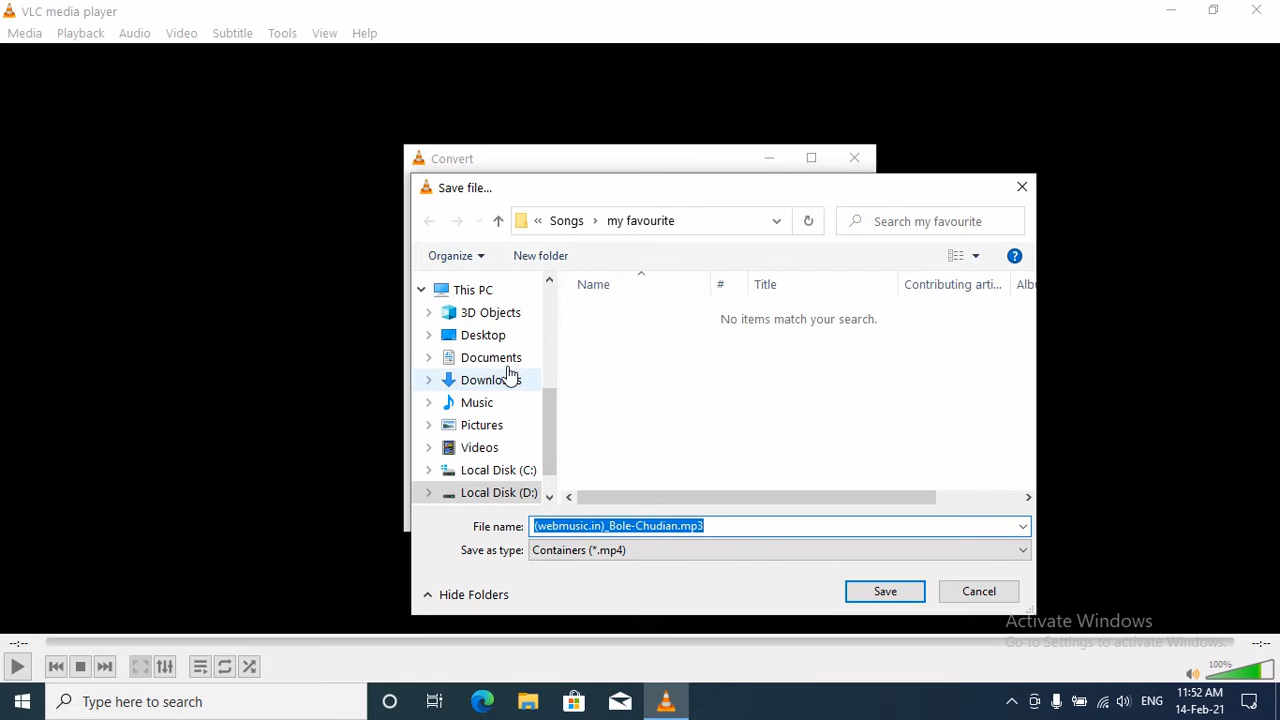 VLC media player
Media Playback Audio Video Subtitle Tools View Help
Convert
Save file...
« Songs › my favourite
Search my favourite
Organize New folder
Name # Title Contributing arti... Albu
This PC
3D Objects
Desktop
Documents
Downloads
Music
Pictures
Videos
Local Disk (C:)
Local Disk (D:)
No items match your search.
File name: (webmusic.in)_Bole-Chudian.mp3
Save as type: Containers (*.mp4)
Hide Folders
Save Cancel
Activate Windows
Go to Settings to activate Windows.
--:-- --:--
100%
Type here to search
ENG
11:52 AM
14-Feb-21